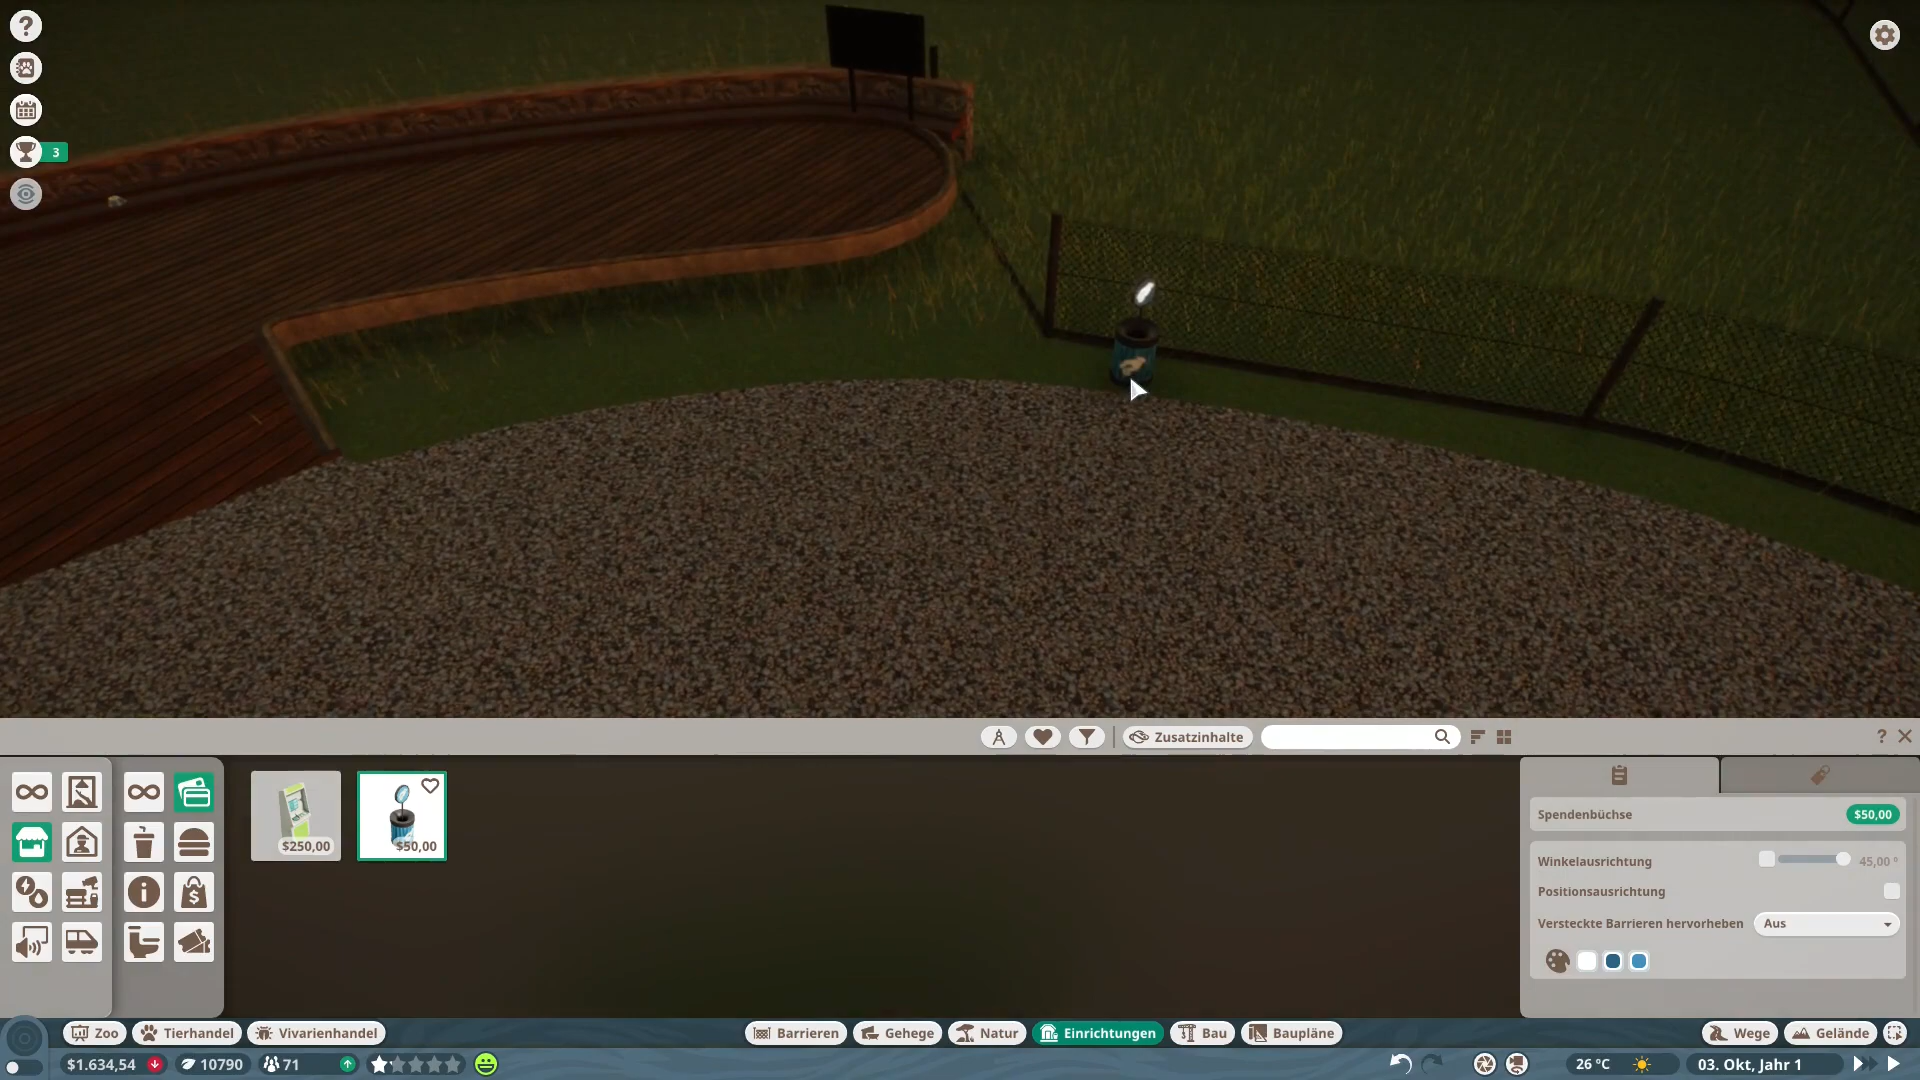 3
Zusatzinhalte
$250,00
$50,00
Spendenbüchse
$50,00
Winkelausrichtung
45,00 °
Positionsausrichtung
Versteckte Barrieren hervorheben
Aus
Zoo
Tierhandel
Vivarienhandel
Barrieren
Gehege
Natur
Einrichtungen
Bau
Baupläne
Wege
Gelände
$1.634,54
10790
71
26 °C
03. Okt, Jahr 1